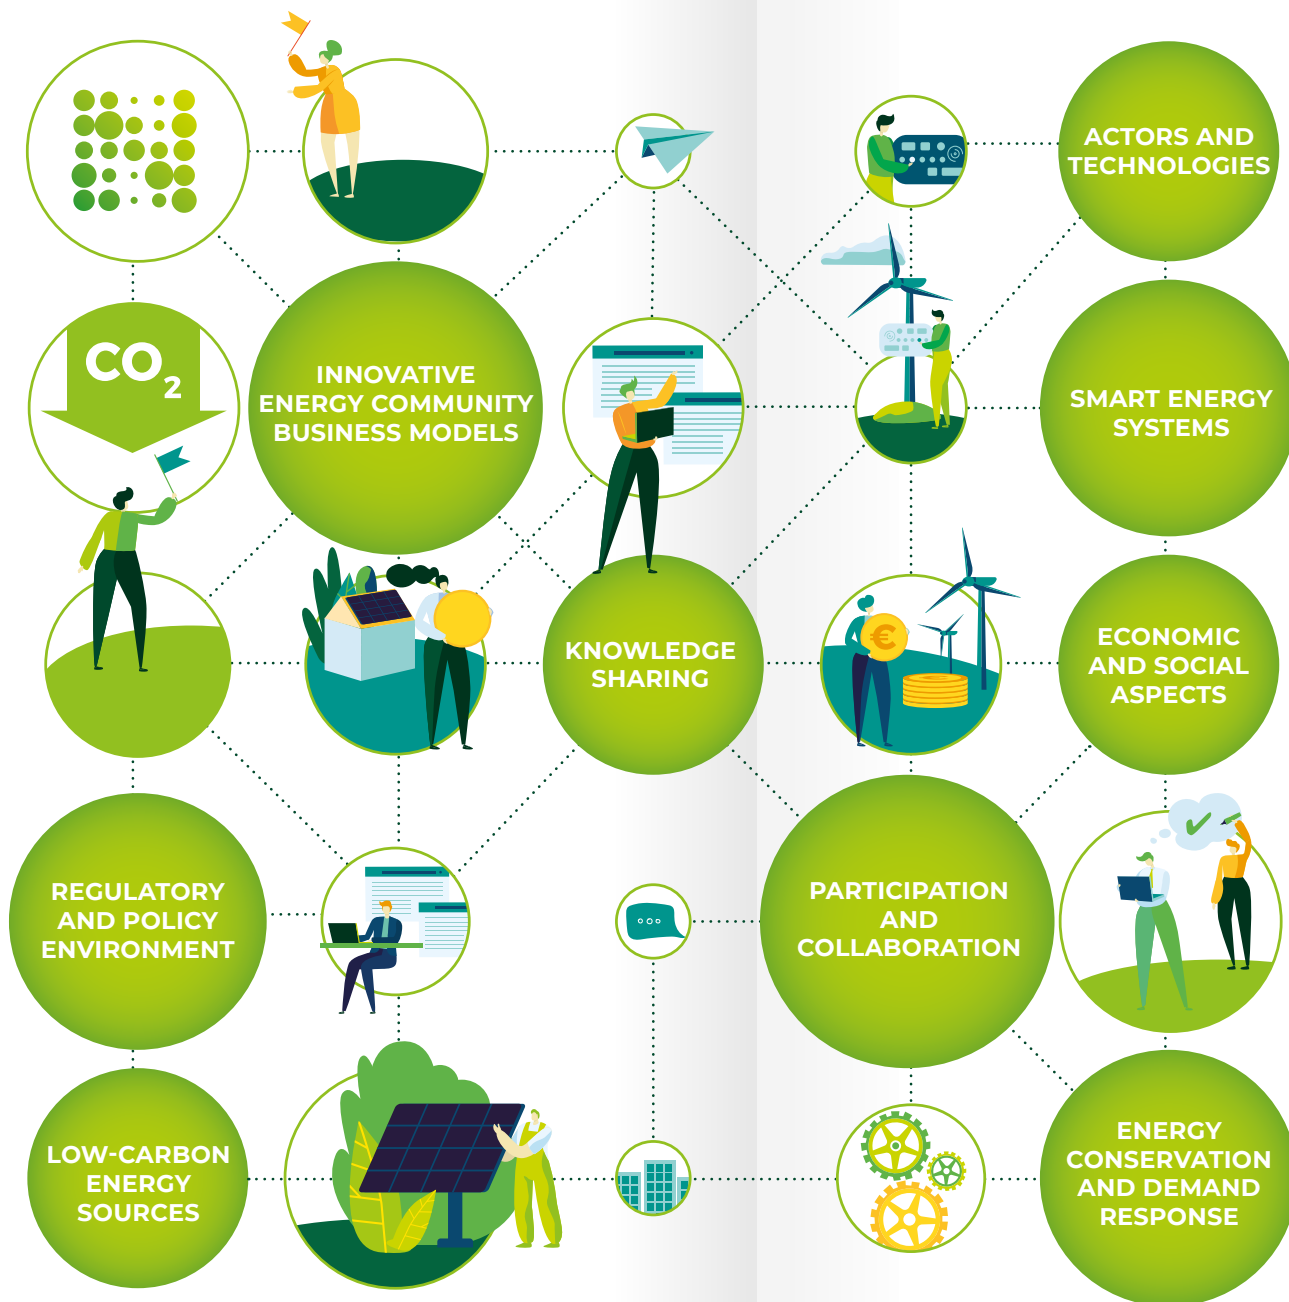 ACTORS AND
TECHNOLOGIES
CO2
INNOVATIVE
ENERGY COMMUNITY
BUSINESS MODELS
SMART ENERGY
SYSTEMS
KNOWLEDGE
SHARING
€
ECONOMIC
AND SOCIAL
ASPECTS
REGULATORY
AND POLICY
ENVIRONMENT
PARTICIPATION
AND
COLLABORATION
LOW-CARBON
ENERGY
SOURCES
ENERGY
CONSERVATION
AND DEMAND
RESPONSE